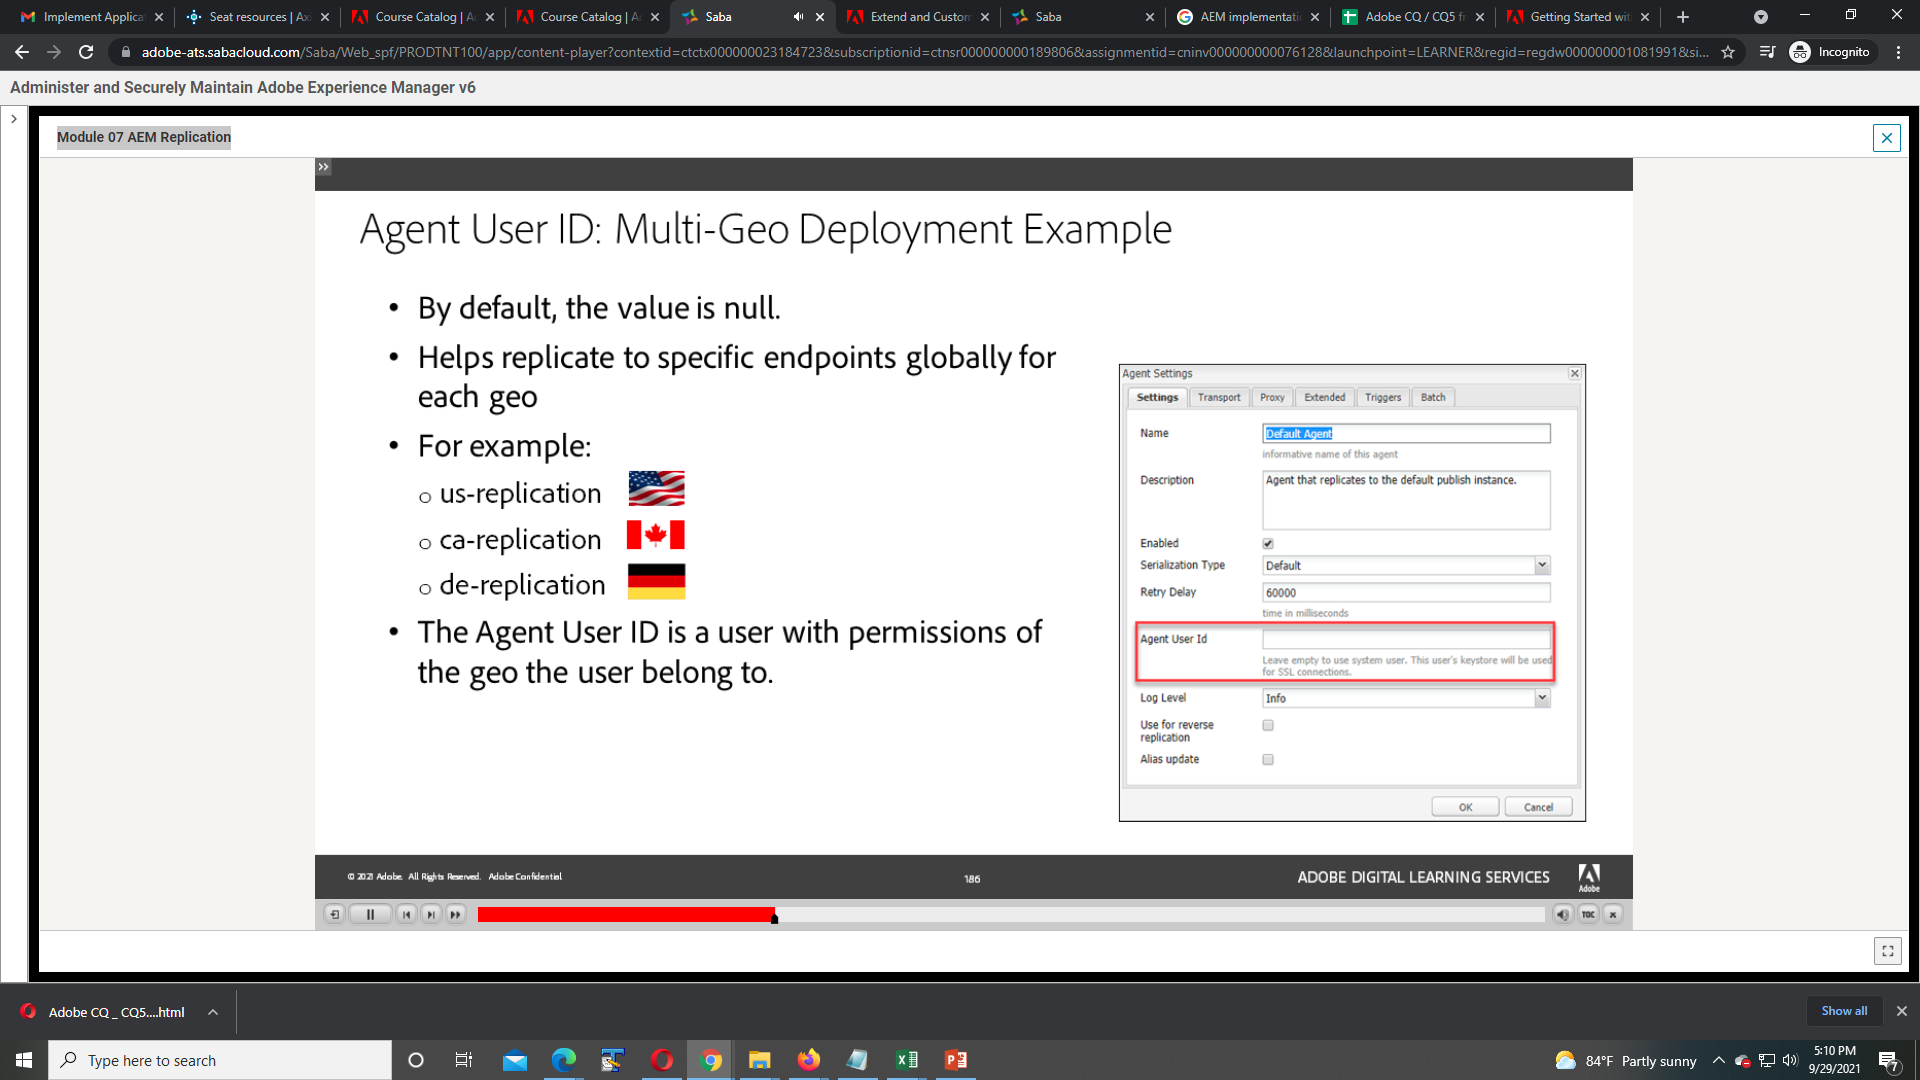 Implement Applica
Seat resources | Ax
Course Catalog | A
Course Catalog | A
Saba
Extend and Custom
Saba
AEM implementati
Adobe CQ / CQ5 f
Getting Started wit
adobe-ats.sabacloud.com/Saba/Web_spf/PRODTNT100/app/content-player?contextid=ctctx000000023184723&subscriptionid=ctnsr000000000189806&assignmentid=cninv000000000076128&launchpoint=LEARNER&regid=regdw000000001081991&si...
Incognito
Administer and Securely Maintain Adobe Experience Manager v6
Module 07 AEM Replication
Agent User ID: Multi-Geo Deployment Example
• By default, the value is null.
• Helps replicate to specific endpoints globally for
each geo
• For example:
o us-replication
o ca-replication
o de-replication
• The Agent User ID is a user with permissions of
the geo the user belong to.
Agent Settings
Settings Transport Proxy Extended Triggers Batch
Name Default Agent
informative name of this agent
Description Agent that replicates to the default publish instance.
Enabled
Serialization Type Default
Retry Delay 60000
time in milliseconds
Agent User Id
Leave empty to use system user. This user's keystore will be used
for SSL connections.
Log Level Info
Use for reverse
replication
Alias update
OK Cancel
© 2021 Adobe. All Rights Reserved. Adobe Confidential
186
ADOBE DIGITAL LEARNING SERVICES
Adobe
TOC
Adobe CQ _ CQ5....html
Show all
Type here to search
84°F Partly sunny
5:10 PM
9/29/2021
7